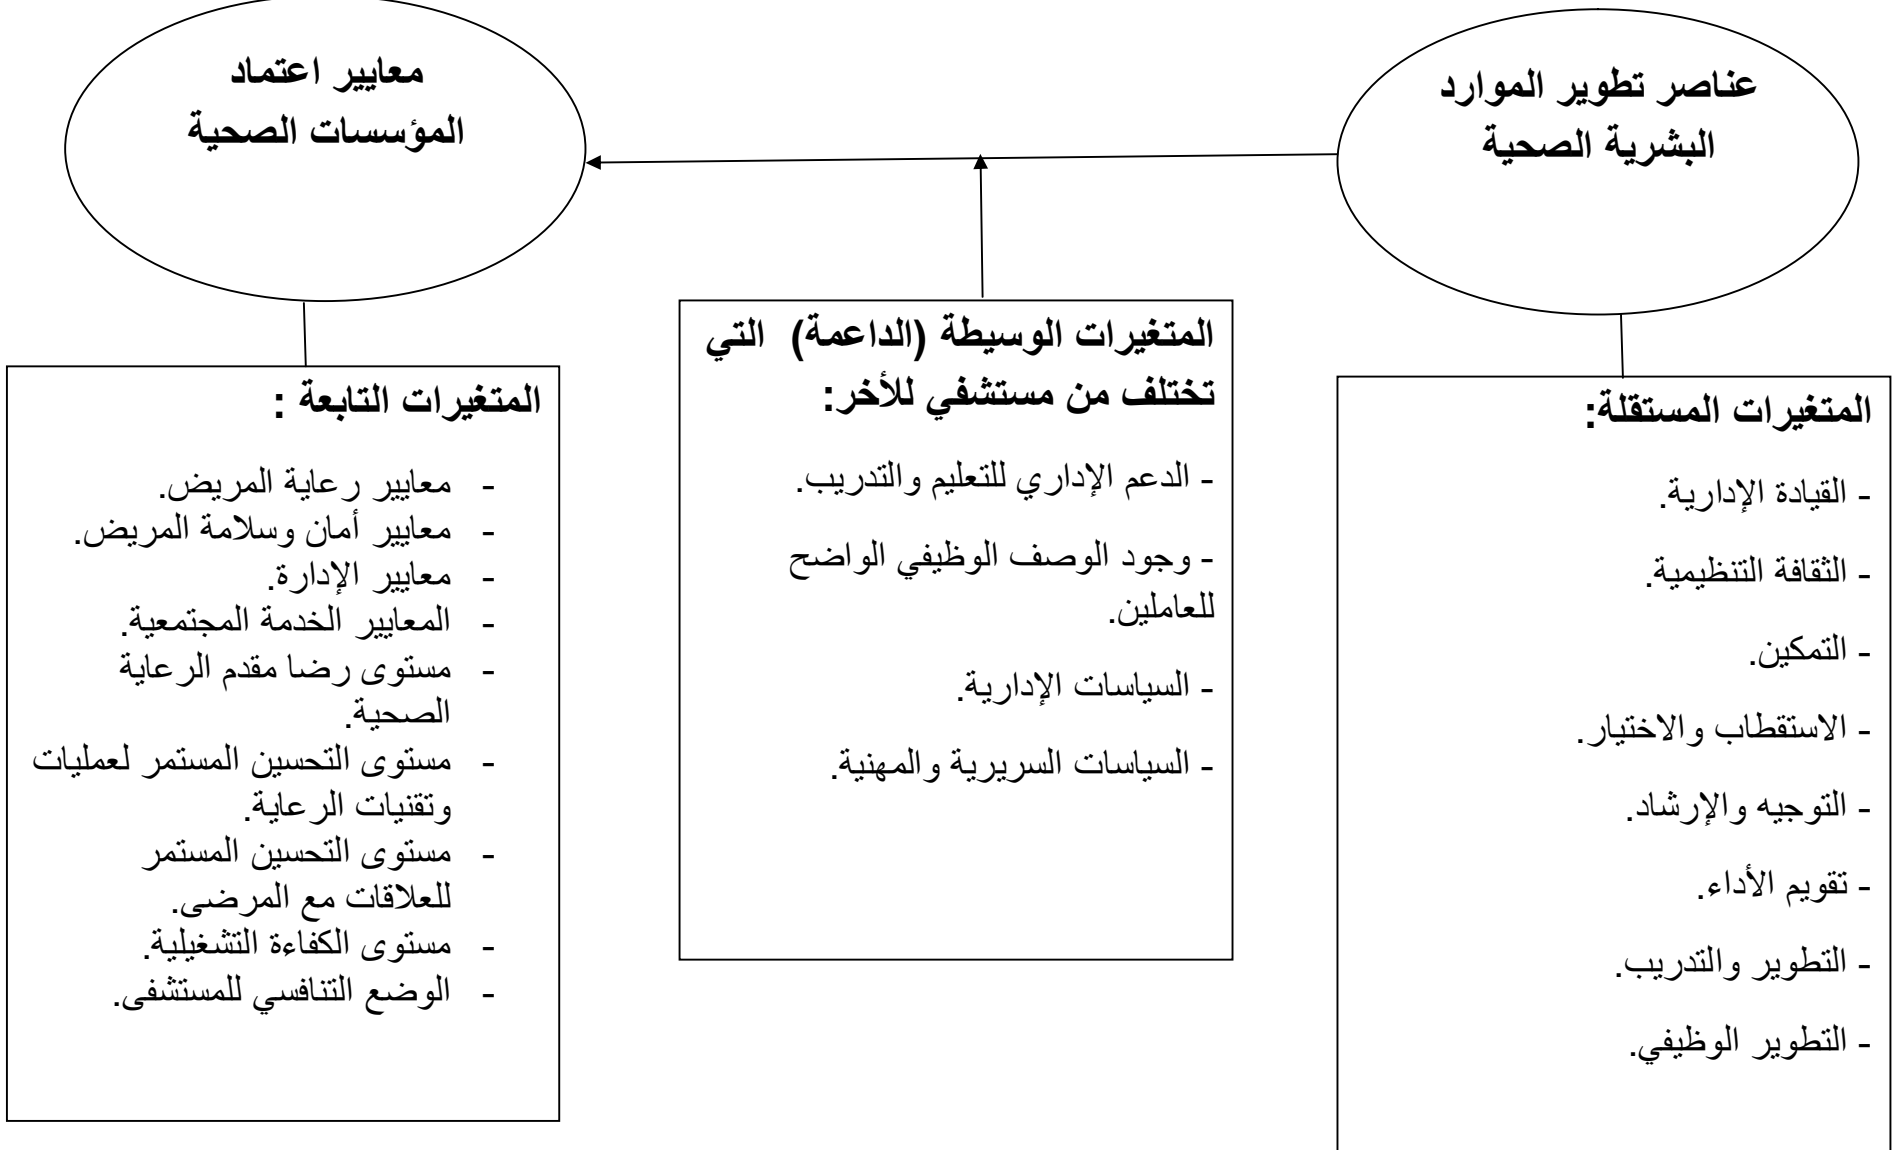 عناصر تطوير الموارد
البشرية الصحية
معايير اعتماد
المؤسسات الصحية
المتغيرات المستقلة:
- القيادة الإدارية.
- الثقافة التنظيمية.
- التمكين.
- الاستقطاب والاختيار.
- التوجيه والإرشاد.
- تقويم الأداء.
- التطوير والتدريب.
- التطوير الوظيفي.
المتغيرات الوسيطة (الداعمة) التي
تختلف من مستشفي للأخر:
- الدعم الإداري للتعليم والتدريب.
- وجود الوصف الوظيفي الواضح
للعاملين.
- السياسات الإدارية.
- السياسات السريرية والمهنية.
المتغيرات التابعة :
- معايير رعاية المريض.
- معايير أمان وسلامة المريض.
- معايير الإدارة.
- المعايير الخدمة المجتمعية.
- مستوى رضا مقدم الرعاية
الصحية.
- مستوى التحسين المستمر لعمليات
وتقنيات الرعاية.
- مستوى التحسين المستمر
للعلاقات مع المرضى.
- مستوى الكفاءة التشغيلية.
- الوضع التنافسي للمستشفى.